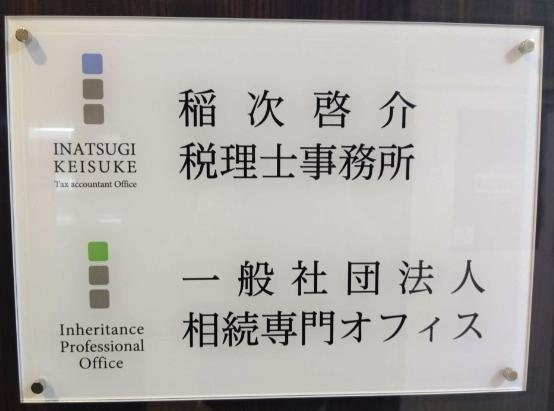 INATSUGI
KEISUKE
Tax accountant Office
稲次啓介
税理士事務所
Inheritance
Professional
Office
一般社団法人
相続専門オフィス